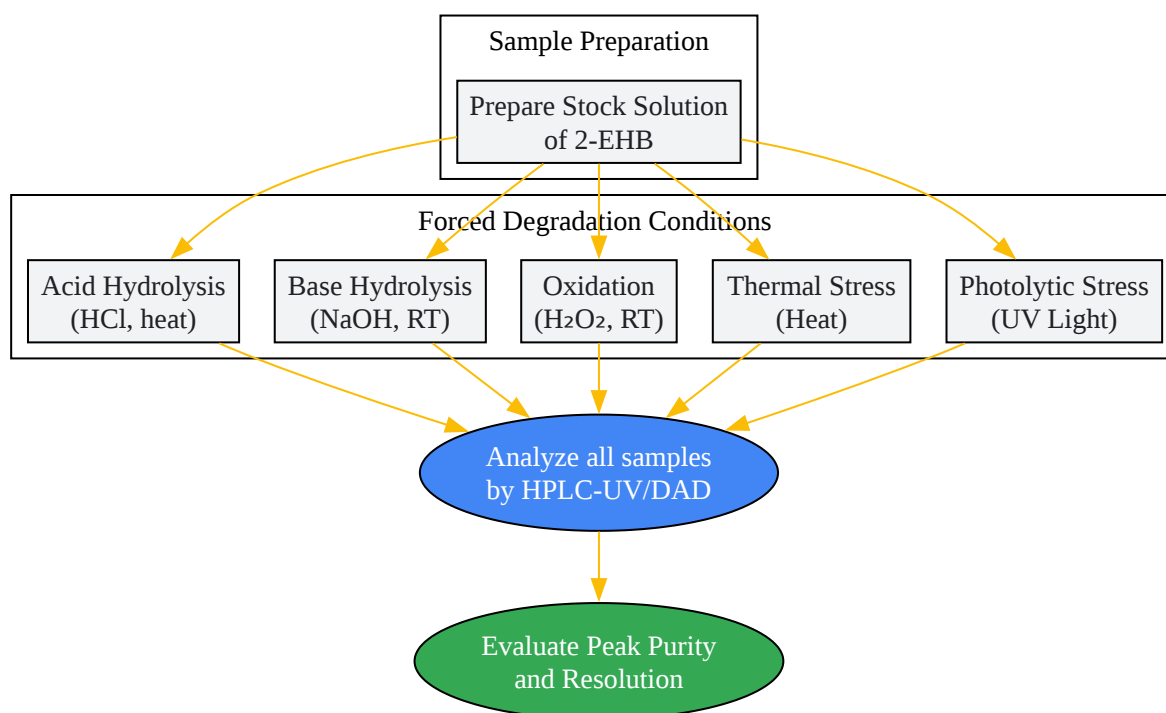 Sample Preparation
Prepare Stock Solution
of 2-EHB
Forced Degradation Conditions
Acid Hydrolysis
(HCl, heat)
Base Hydrolysis
(NaOH, RT)
Oxidation
(H₂O₂, RT)
Thermal Stress
(Heat)
Photolytic Stress
(UV Light)
Analyze all samples
by HPLC-UV/DAD
Evaluate Peak Purity
and Resolution